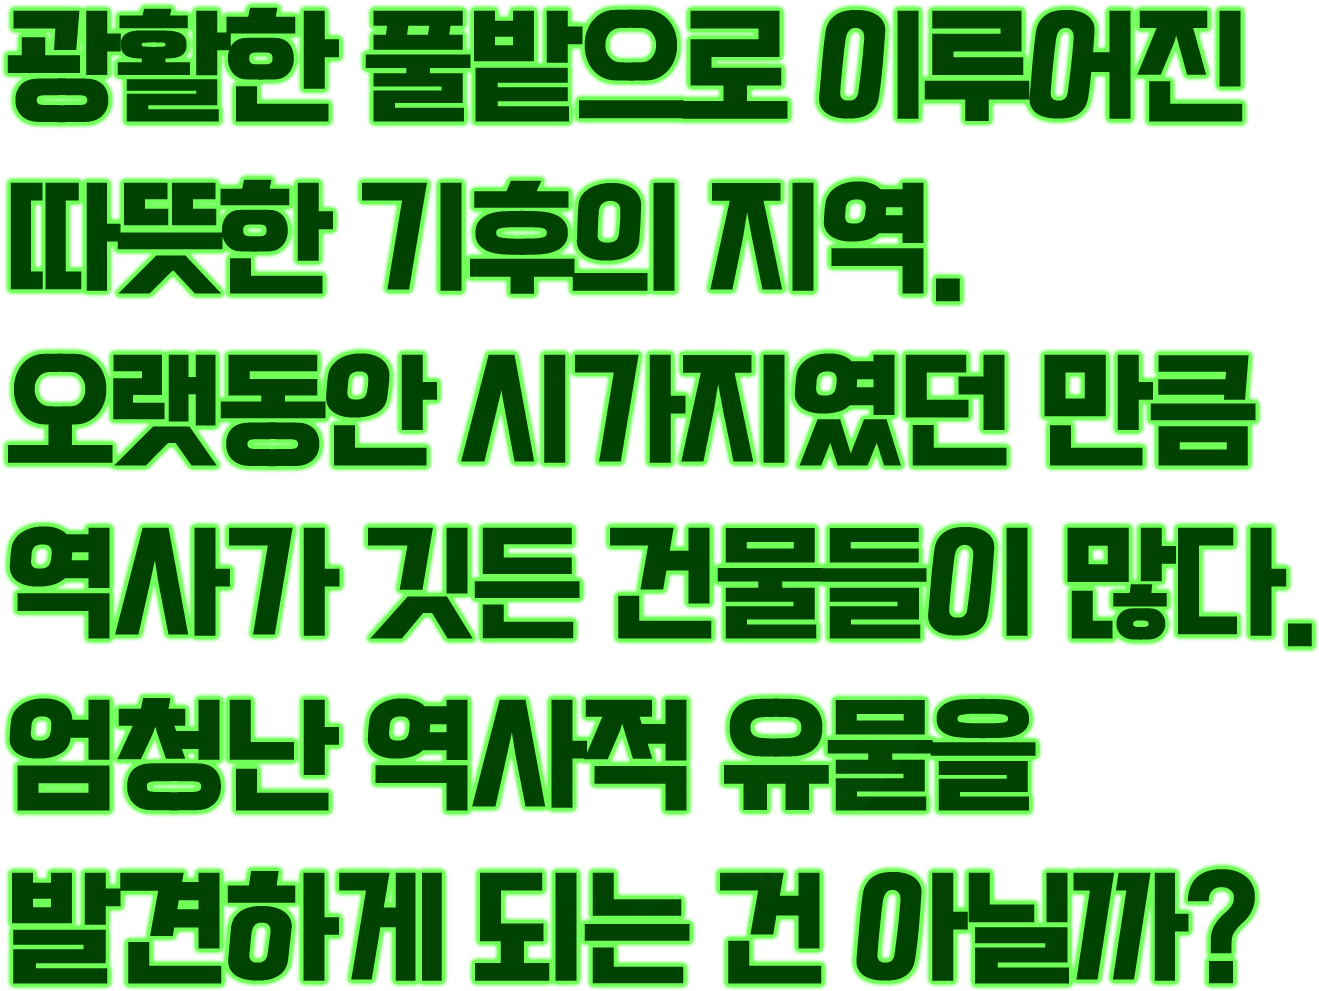 광활한 풀밭으로 이루어진
따뜻한 기후의 지역.
오랫동안 시가지였던 만큼
역사가 깃든 건물들이 많다.
엄청난 역사적 유물을
발견하게 되는 건 아닐까?